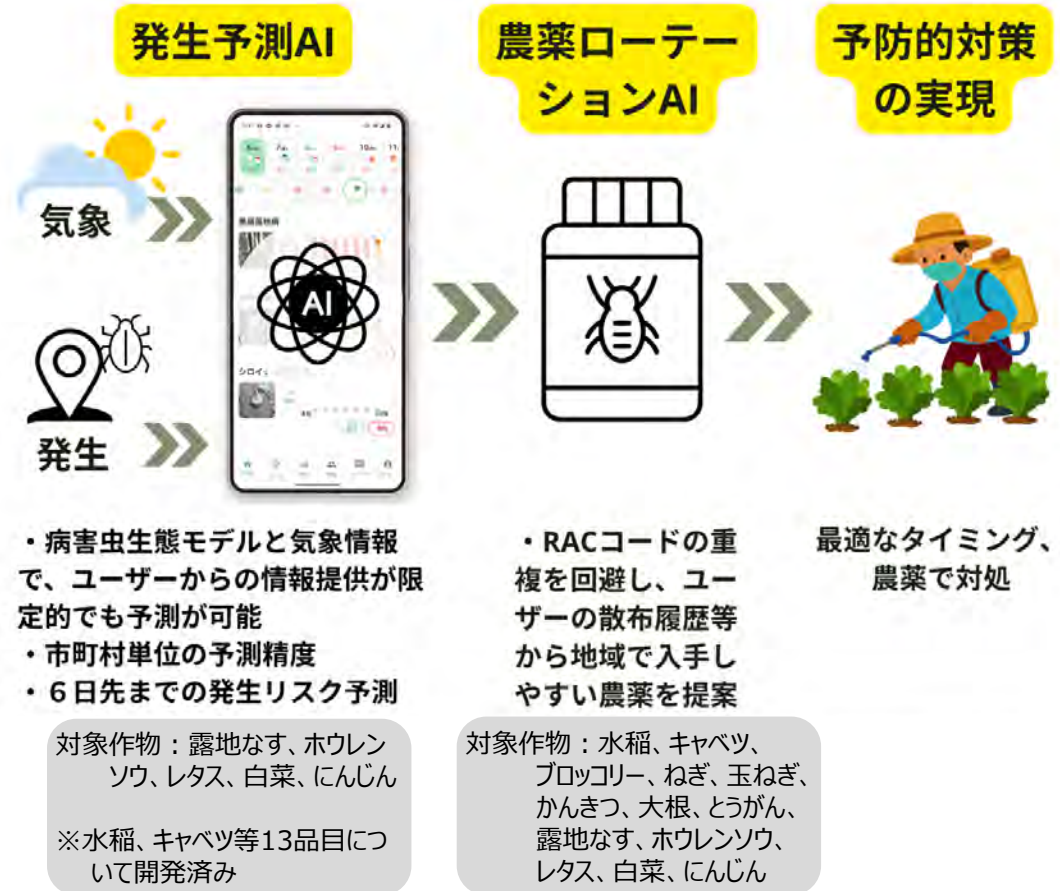 発生予測AI
農薬ローテー
ションAI
予防的対策
の実現
気象
発生
AI
シロイ
・病害虫生態モデルと気象情報
で、ユーザーからの情報提供が限
定的でも予測が可能
・市町村単位の予測精度
・６日先までの発生リスク予測
・RACコードの重
複を回避し、ユー
ザーの散布履歴等
から地域で入手し
やすい農薬を提案
最適なタイミング、
農薬で対処
対象作物：露地なす、ホウレン
ソウ、レタス、白菜、にんじん
※水稲、キャベツ等13品目につ
いて開発済み
対象作物：水稲、キャベツ、
ブロッコリー、ねぎ、玉ねぎ、
かんきつ、大根、とうがん、
露地なす、ホウレンソウ、
レタス、白菜、にんじん